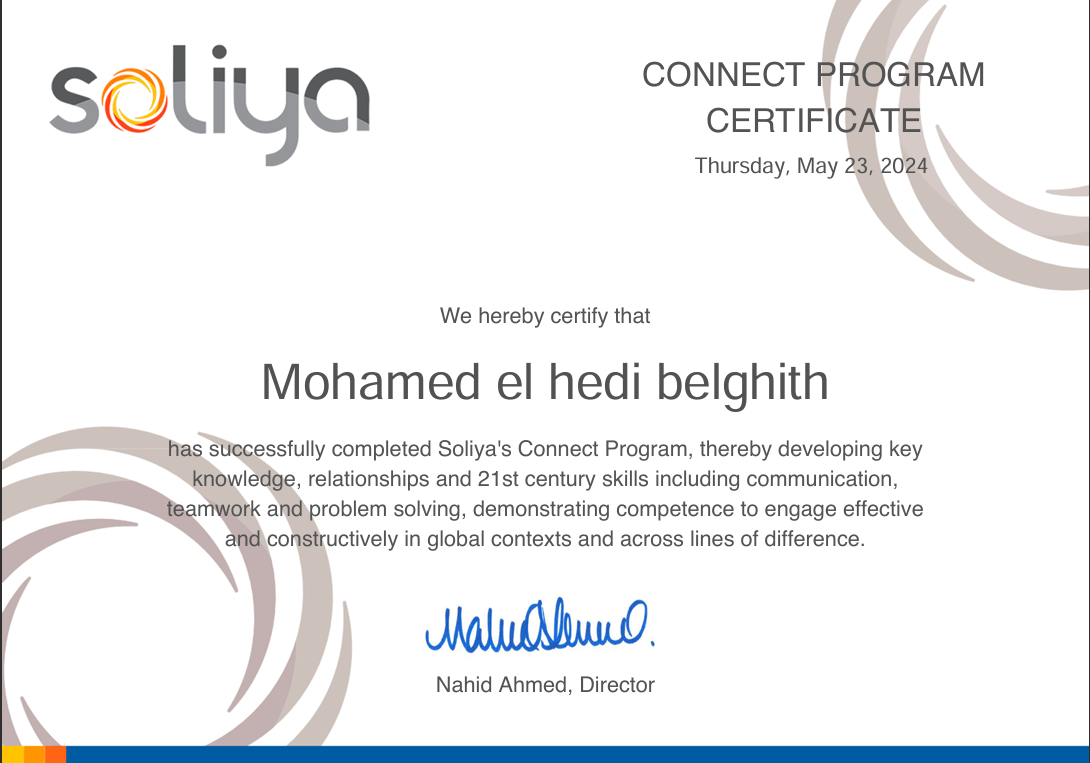 soliya
CONNECT PROGRAM
CERTIFICATE
Thursday, May 23, 2024
We hereby certify that
Mohamed el hedi belghith
has successfully completed Soliya's Connect Program, thereby developing key
knowledge, relationships and 21st century skills including communication,
teamwork and problem solving, demonstrating competence to engage effective
and constructively in global contexts and across lines of difference.
Nahid Ahmed, Director